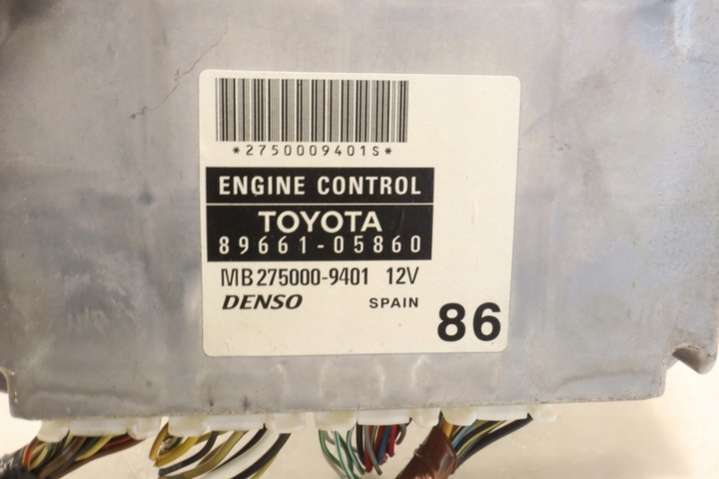 *2750009401S*
ENGINE CONTROL
TOYOTA
89661-05860
MB275000-9401 12V
DENSO SPAIN 86